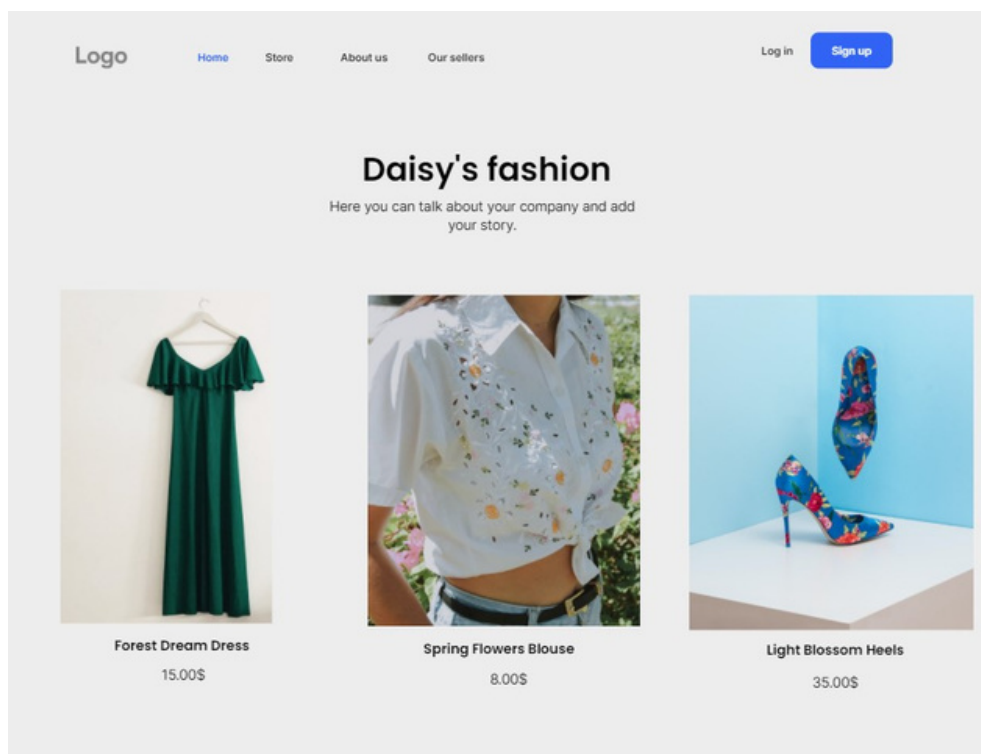 Logo
Home Store About us Our sellers
Log in Sign up
Daisy's fashion
Here you can talk about your company and add
your story.
Forest Dream Dress
15.00$
Spring Flowers Blouse
8.00$
Light Blossom Heels
35.00$